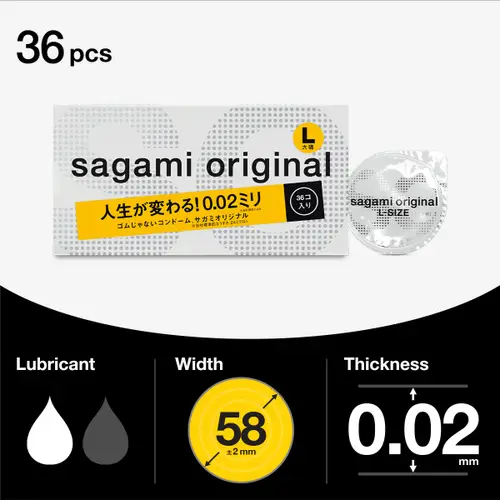 36 pcs
L
大碼
sagami original
人生が変わる!0.02ミリ
ゴムじゃないコンドーム、サガミオリジナル
36コ
入り
sagami original
L-SIZE
Lubricant
Width
Thickness
58
±2 mm
0.02
mm